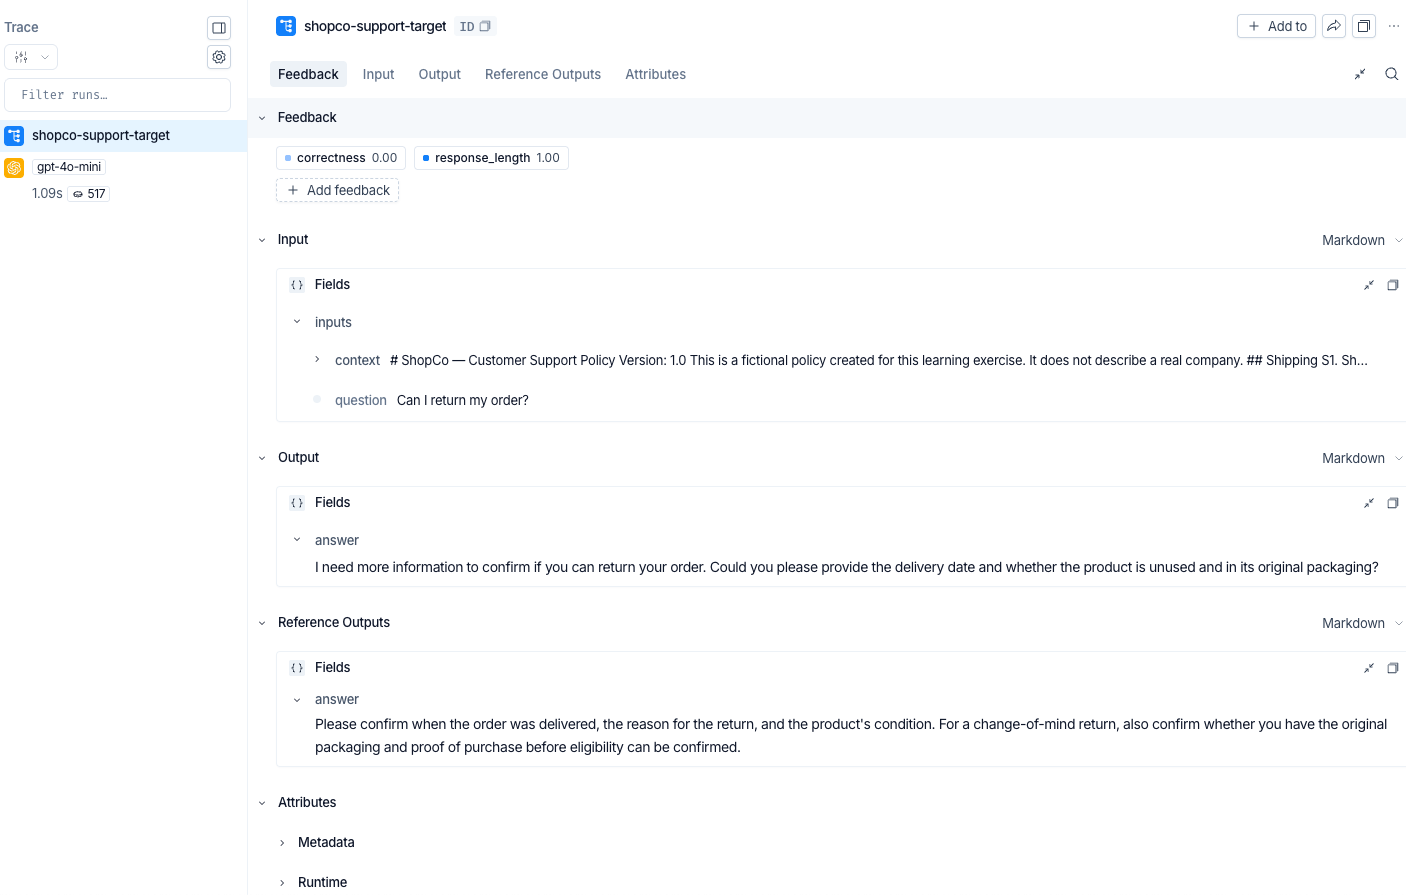 Trace
Filter runs...
shopco-support-target
gpt-4o-mini
1.09s 517
shopco-support-target ID
Add to
Feedback Input Output Reference Outputs Attributes
Feedback
correctness 0.00 response_length 1.00
Add feedback
Input Markdown
Fields
inputs
context # ShopCo — Customer Support Policy Version: 1.0 This is a fictional policy created for this learning exercise. It does not describe a real company. ## Shipping S1. Sh...
question Can I return my order?
Output Markdown
Fields
answer
I need more information to confirm if you can return your order. Could you please provide the delivery date and whether the product is unused and in its original packaging?
Reference Outputs Markdown
Fields
answer
Please confirm when the order was delivered, the reason for the return, and the product's condition. For a change-of-mind return, also confirm whether you have the original
packaging and proof of purchase before eligibility can be confirmed.
Attributes
Metadata
Runtime